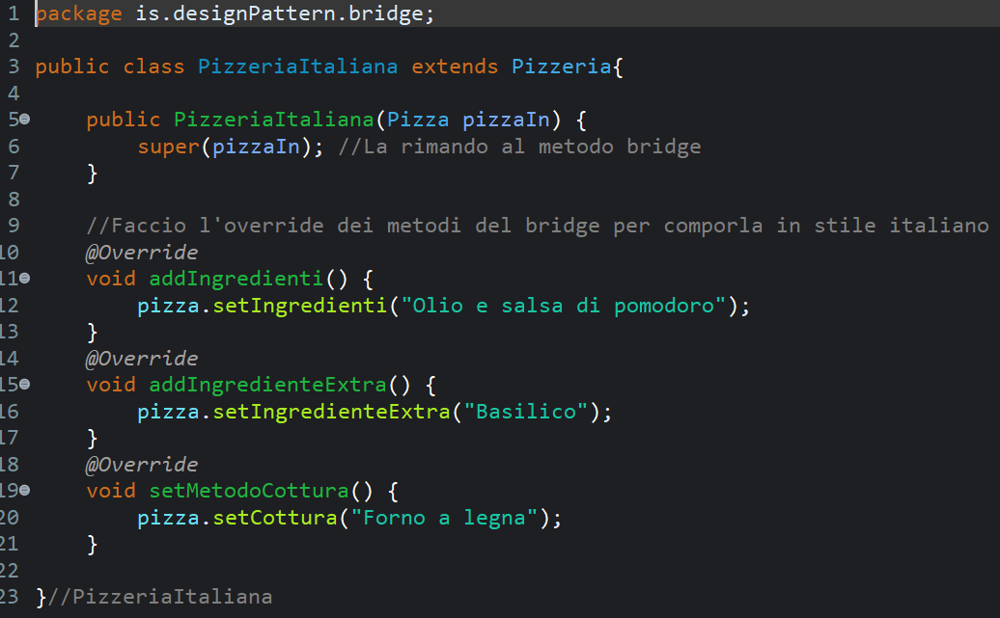 1 package is.designPattern.bridge;
2
3 public class PizzeriaItaliana extends Pizzeria{
4
5 public PizzeriaItaliana(Pizza pizzaIn) {
6 super(pizzaIn); //La rimando al metodo bridge
7 }
8
9 //Faccio l'override dei metodi del bridge per comporla in stile italiano
10 @Override
11 void addIngredienti() {
12 pizza.setIngredienti("Olio e salsa di pomodoro");
13 }
14 @Override
15 void addIngredienteExtra() {
16 pizza.setIngredienteExtra("Basilico");
17 }
18 @Override
19 void setMetodoCottura() {
20 pizza.setCottura("Forno a legna");
21 }
22
23 }//PizzeriaItaliana